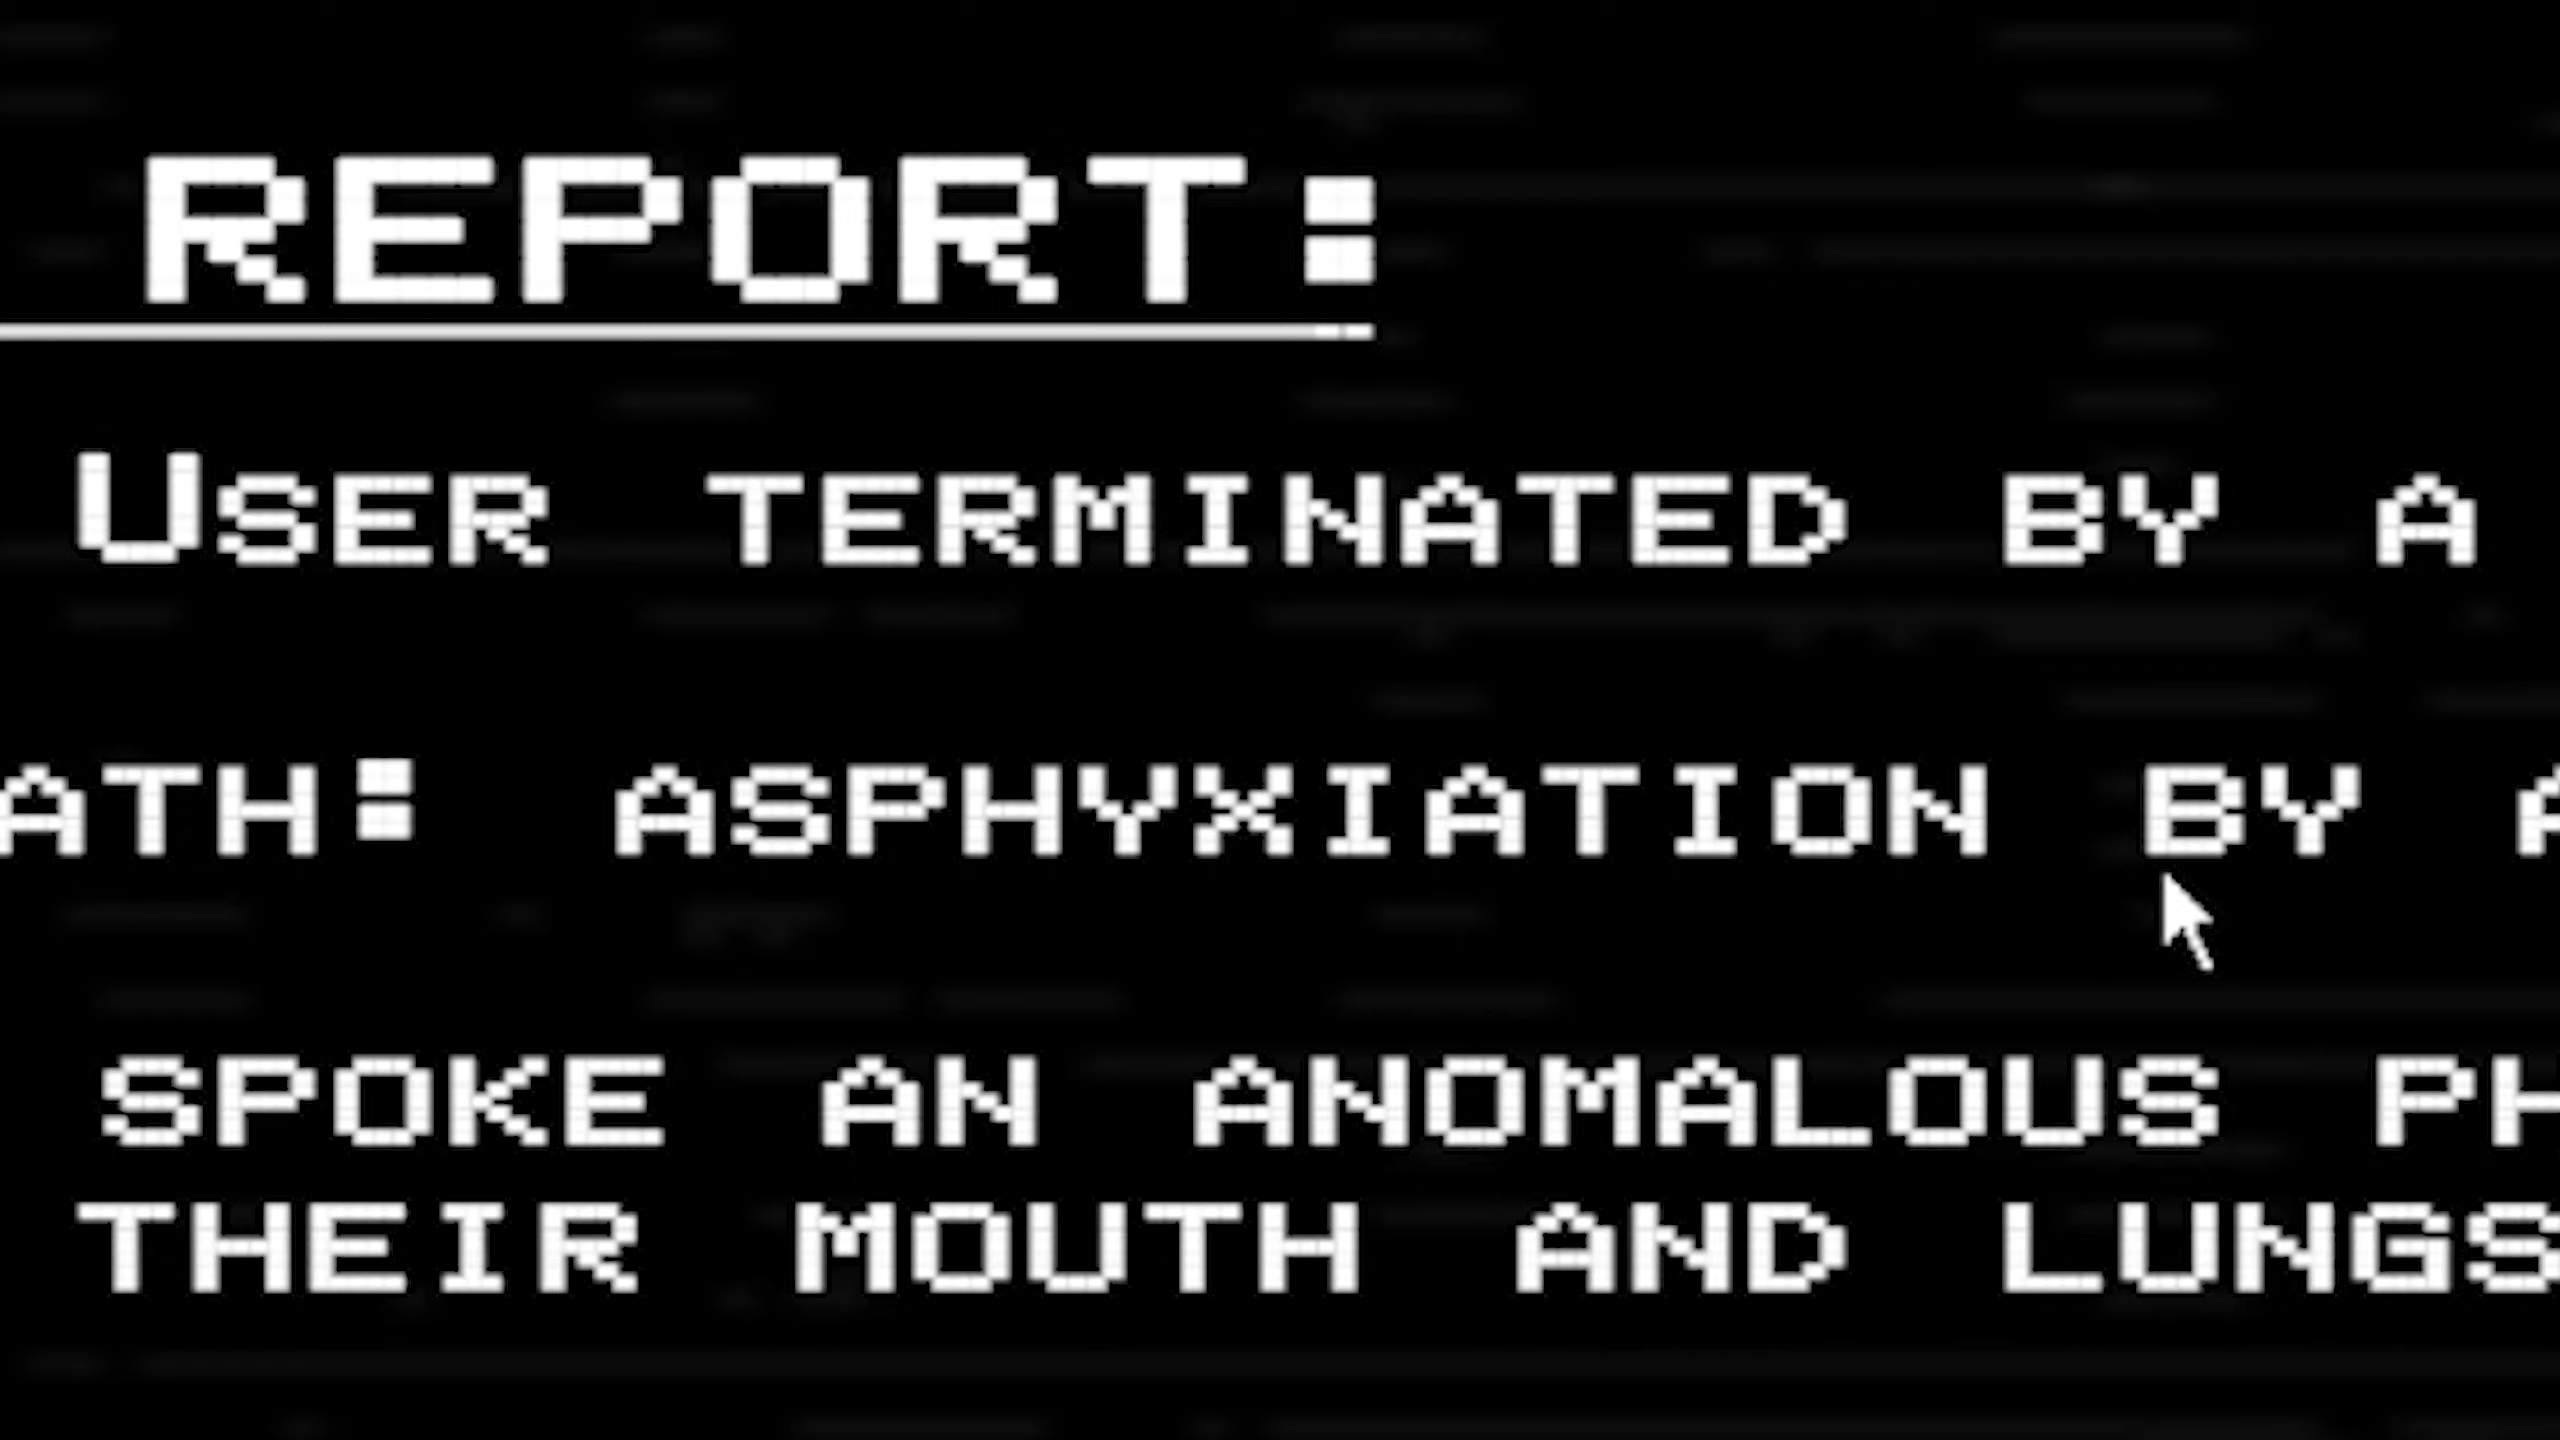 REPORT:
USER TERMINATED BY A
ATH: ASPHYXIATION BY A
SPOKE AN ANOMALOUS PH
THEIR MOUTH AND LUNGS